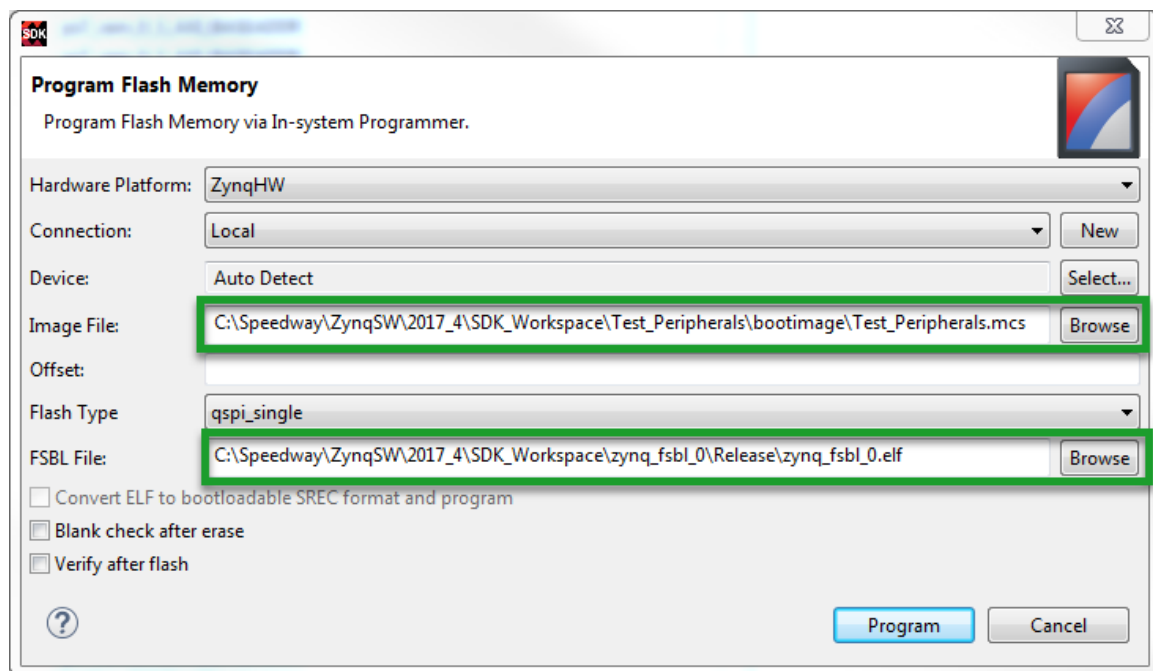 SDK
Program Flash Memory
Program Flash Memory via In-system Programmer.
Hardware Platform: ZynqHW
Connection: Local New
Device: Auto Detect Select...
Image File: C:\Speedway\ZynqSW\2017_4\SDK_Workspace\Test_Peripherals\bootimage\Test_Peripherals.mcs Browse
Offset:
Flash Type qspi_single
FSBL File: C:\Speedway\ZynqSW\2017_4\SDK_Workspace\zynq_fsbl_0\Release\zynq_fsbl_0.elf Browse
Convert ELF to bootloadable SREC format and program
Blank check after erase
Verify after flash
? Program Cancel